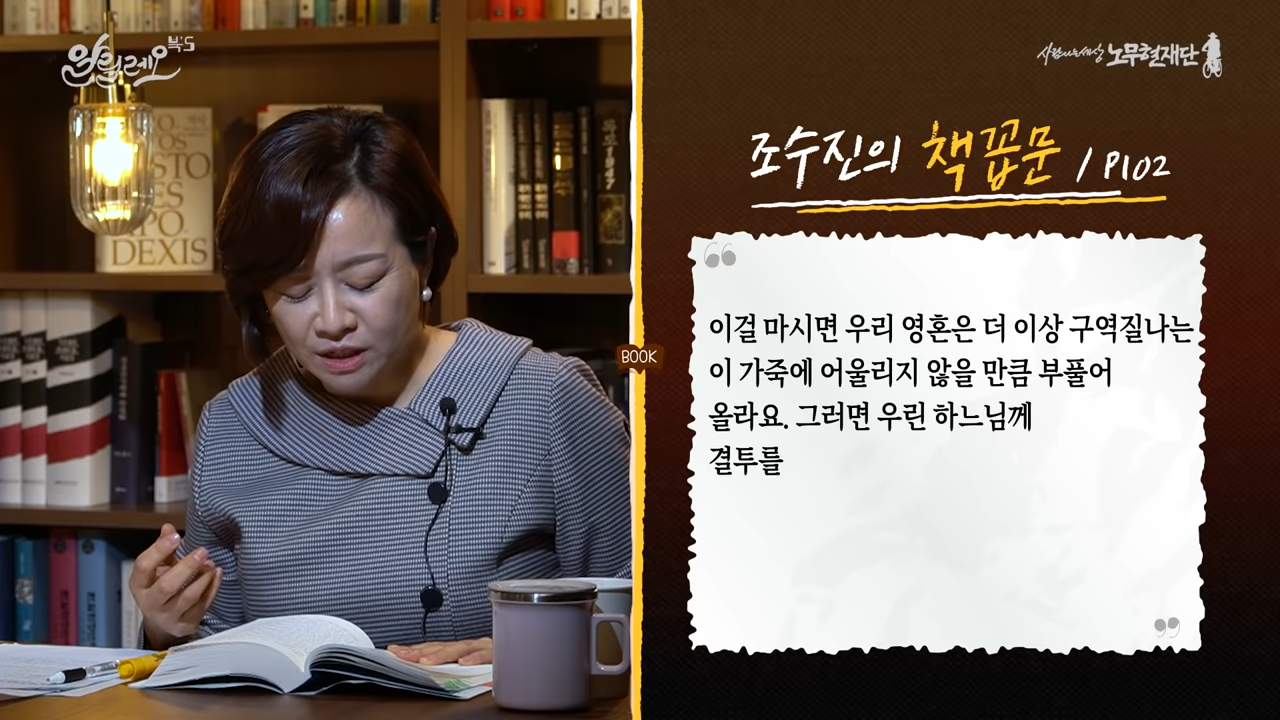 알릴레오 북's
사람사는세상 노무현재단
조수진의 책꼽문 / P102
BOOK
이걸 마시면 우리 영혼은 더 이상 구역질나는
이 가죽에 어울리지 않을 만큼 부풀어
올라요. 그러면 우린 하느님께
결투를
DEXIS